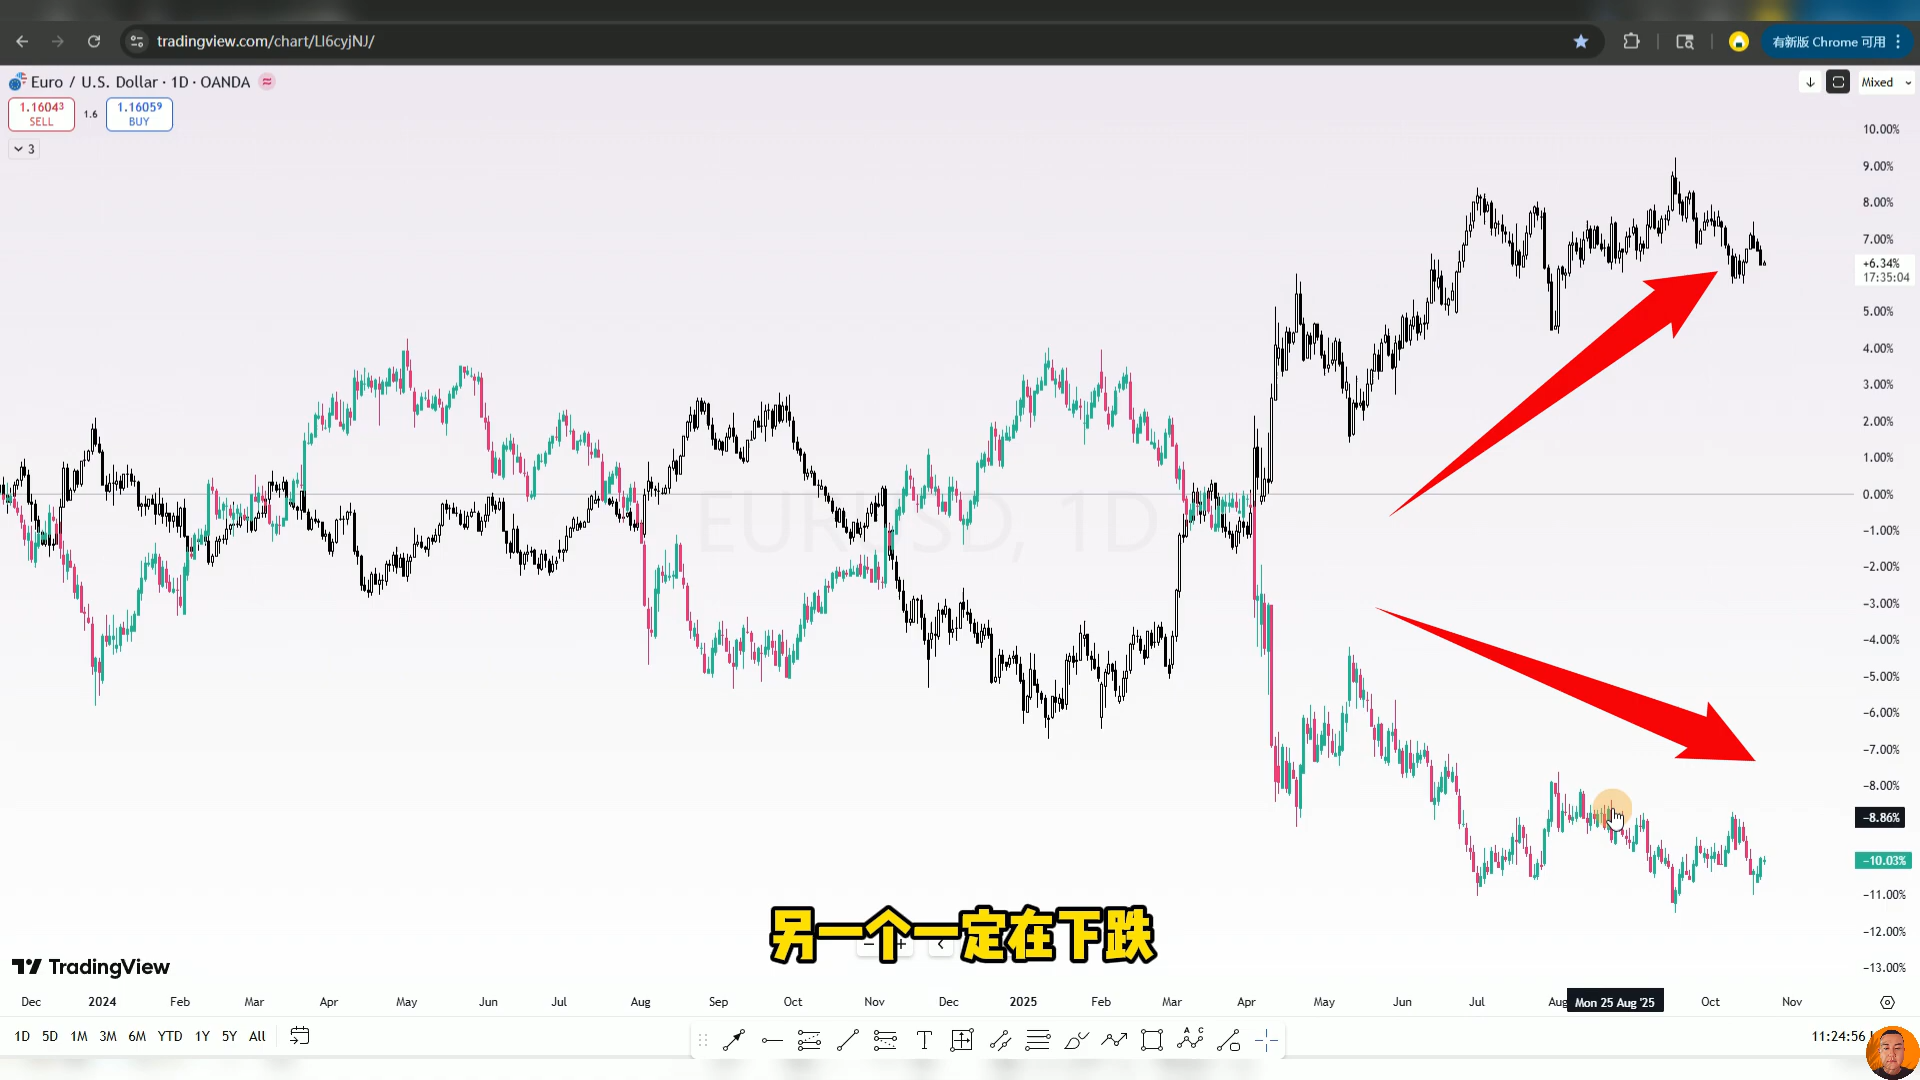 tradingview.com/chart/LI6cyjNJ/
有新版 Chrome 可用
Euro / U.S. Dollar · 1D · OANDA
Mixed
1.16043
SELL
1.6
1.16059
BUY
3
10.00%
9.00%
8.00%
7.00%
+6.34%
17:35:04
5.00%
4.00%
3.00%
2.00%
1.00%
0.00%
EURUSD, 1D
−1.00%
−2.00%
−3.00%
−4.00%
−5.00%
−6.00%
−7.00%
−8.00%
−8.86%
−10.03%
−11.00%
−12.00%
−13.00%
另一个一定在下跌
TradingView
Dec 2024 Feb Mar Apr May Jun Jul Aug Sep Oct Nov Dec 2025 Feb Mar Apr May Jun Jul Aug Mon 25 Aug '25 Oct Nov
1D 5D 1M 3M 6M YTD 1Y 5Y All
11:24:56